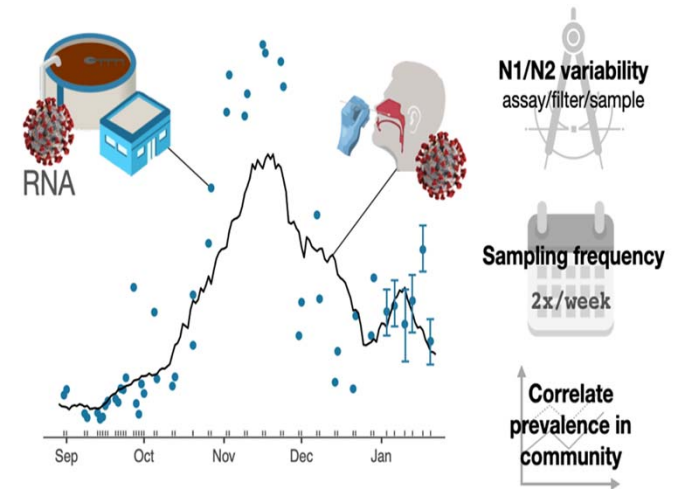 RNA
N1/N2 variability
assay/filter/sample
Sampling frequency
2x/week
Correlate
prevalence in
community
Sep Oct Nov Dec Jan